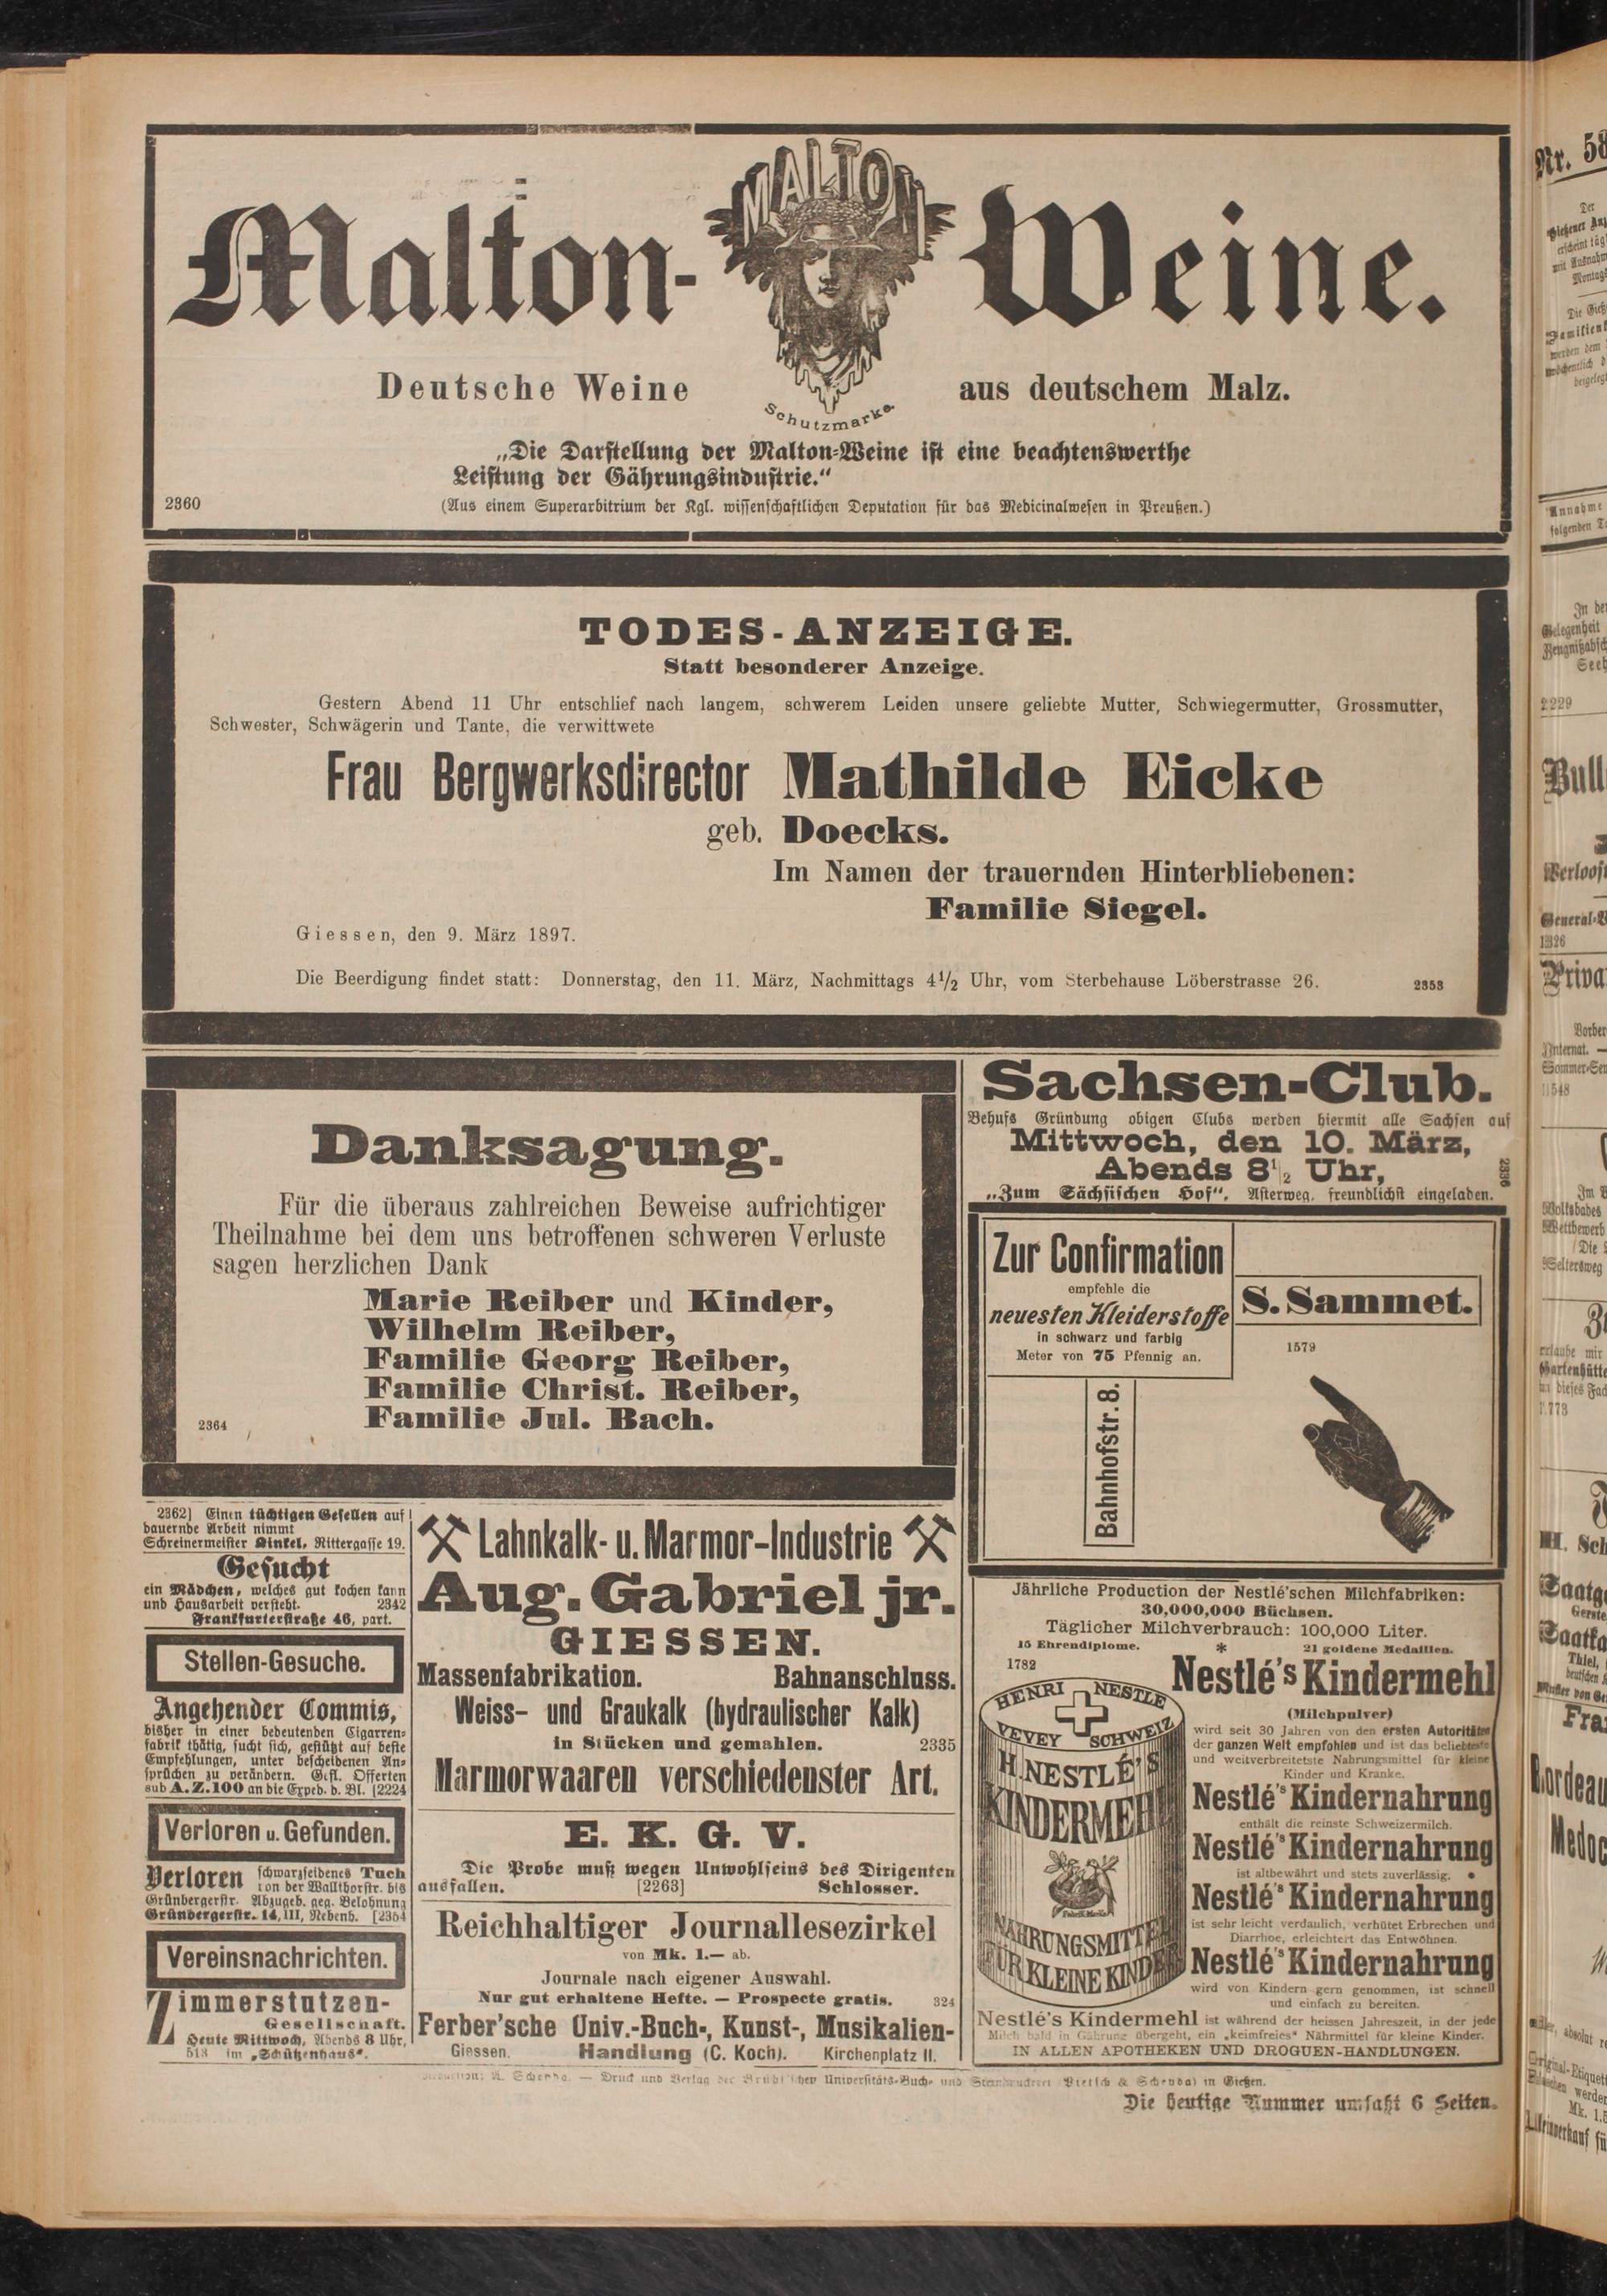 Malton-
MALTON
Weine.
Deutsche Weine
aus deutschem Malz.
Schutzmarke.
„Die Darstellung der Malton-Weine ist eine beachtenswerthe
Leistung der Gährungsindustrie.“
2360
(Aus einem Superarbitrium der Kgl. wissenschaftlichen Deputation für das Medicinalwesen in Preußen.)
TODES-ANZEIGE.
Statt besonderer Anzeige.
Gestern Abend 11 Uhr entschlief nach langem, schwerem Leiden unsere geliebte Mutter, Schwiegermutter, Grossmutter,
Schwester, Schwägerin und Tante, die verwittwete
Frau Bergwerksdirector Mathilde Eicke
geb. Doecks.
Im Namen der trauernden Hinterbliebenen:
Familie Siegel.
Giessen, den 9. März 1897.
Die Beerdigung findet statt: Donnerstag, den 11. März, Nachmittags 4½ Uhr, vom Sterbehause Löberstrasse 26.
2353
Danksagung.
Für die überaus zahlreichen Beweise aufrichtiger
Theilnahme bei dem uns betroffenen schweren Verluste
sagen herzlichen Dank
Marie Reiber und Kinder,
Wilhelm Reiber,
Familie Georg Reiber,
Familie Christ. Reiber,
Familie Jul. Bach.
2364
2362] Einen tüchtigen Gesellen auf
dauernde Arbeit nimmt
Schreinermeister Dinkel, Rittergasse 19.
Gesucht
ein Mädchen, welches gut kochen kann
und Hausarbeit versteht. 2342
Frankfurterstraße 46, part.
Stellen-Gesuche.
Angehender Commis,
bisher in einer bedeutenden Cigarren-
fabrik thätig, sucht sich, gestützt auf beste
Empfehlungen, unter bescheidenen An-
sprüchen zu verändern. Gefl. Offerten
sub A. Z. 100 an die Exped. d. Bl. [2224
Verloren u. Gefunden.
Verloren schwarzseidenes Tuch
von der Wallthorstr. bis
Grünbergerstr. Abzugeb. geg. Belohnung
Grünbergerstr. 14, III, Nebenh. [2354
Vereinsnachrichten.
Zimmerstutzen-
Gesellschaft.
Heute Mittwoch, Abends 8 Uhr,
513 im „Schützenhaus“.
Lahnkalk- u. Marmor-Industrie
Aug. Gabriel jr.
GIESSEN.
Massenfabrikation. Bahnanschluss.
Weiss- und Graukalk (hydraulischer Kalk)
in Stücken und gemahlen. 2335
Marmorwaaren verschiedenster Art.
E. K. G. V.
Die Probe muß wegen Unwohlseins des Dirigenten
ausfallen. [2263] Schlosser.
Reichhaltiger Journallesezirkel
von Mk. 1.— ab.
Journale nach eigener Auswahl.
Nur gut erhaltene Hefte. — Prospecte gratis. 324
Ferber'sche Univ.-Buch-, Kunst-, Musikalien-
Giessen. Handlung (C. Koch). Kirchenplatz II.
Sachsen-Club.
Behufs Gründung obigen Clubs werden hiermit alle Sachsen auf
Mittwoch, den 10. März,
Abends 8½ Uhr,
„Zum Sächsischen Hof“, Asterweg, freundlichst eingeladen.
2336
Zur Confirmation
empfehle die
neuesten Kleiderstoffe
in schwarz und farbig
Meter von 75 Pfennig an.
S. Sammet.
1579
Bahnhofstr. 8.
Jährliche Production der Nestlé'schen Milchfabriken:
30,000,000 Büchsen.
Täglicher Milchverbrauch: 100,000 Liter.
15 Ehrendiplome. * 21 goldene Medaillen.
1782
HENRI NESTLE
VEVEY SCHWEIZ
H. NESTLÉ'S
KINDERMEHL
Fabrik Marke
NAHRUNGSMITTEL
FÜR KLEINE KINDER
Nestlé's Kindermehl
(Milchpulver)
wird seit 30 Jahren von den ersten Autoritäten
der ganzen Welt empfohlen und ist das beliebteste
und weitverbreitetste Nahrungsmittel für kleine
Kinder und Kranke.
Nestlé's Kindernahrung
enthält die reinste Schweizermilch.
Nestlé's Kindernahrung
ist altbewährt und stets zuverlässig.
Nestlé's Kindernahrung
ist sehr leicht verdaulich, verhütet Erbrechen und
Diarrhoe, erleichtert das Entwöhnen.
Nestlé's Kindernahrung
wird von Kindern gern genommen, ist schnell
und einfach zu bereiten.
Nestlé's Kindermehl ist während der heissen Jahreszeit, in der jede
Milch bald in Gährung übergeht, ein „keimfreies“ Nährmittel für kleine Kinder.
IN ALLEN APOTHEKEN UND DROGUEN-HANDLUNGEN.
A. Scheyda. — Druck und Verlag der Brühl'schen Universitäts-Buch- und Steindruckerei (Pietsch & Scheyda) in Gießen.
Die heutige Nummer umfaßt 6 Seiten.
Nr. 58